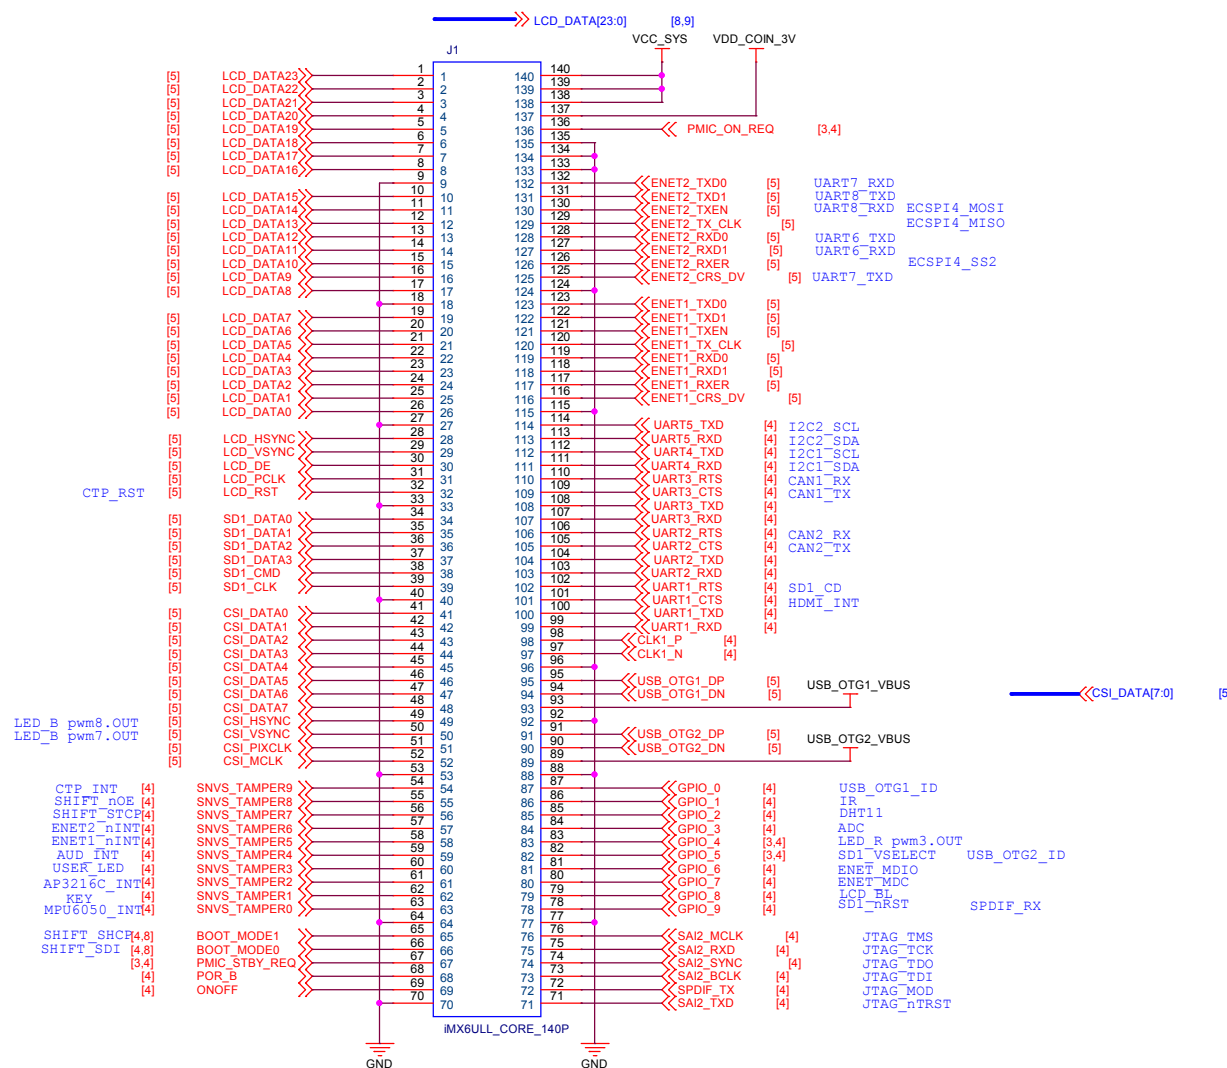 LCD_DATA[23:0] [8,9]
VCC_SYS VDD_COIN_3V
J1
[5] LCD_DATA23 1 1 140 140
[5] LCD_DATA22 2 2 139 139
[5] LCD_DATA21 3 3 138 138
[5] LCD_DATA20 4 4 137 137
[5] LCD_DATA19 5 5 136 136 PMIC_ON_REQ [3,4]
[5] LCD_DATA18 6 6 135 135
[5] LCD_DATA17 7 7 134 134
[5] LCD_DATA16 8 8 133 133
9 9 132 132 ENET2_TXD0 [5] UART7_RXD
[5] LCD_DATA15 10 10 131 131 ENET2_TXD1 [5] UART8_TXD
[5] LCD_DATA14 11 11 130 130 ENET2_TXEN [5] UART8_RXD ECSPI4_MOSI
[5] LCD_DATA13 12 12 129 129 ENET2_TX_CLK [5] ECSPI4_MISO
[5] LCD_DATA12 13 13 128 128 ENET2_RXD0 [5] UART6_TXD
[5] LCD_DATA11 14 14 127 127 ENET2_RXD1 [5] UART6_RXD
[5] LCD_DATA10 15 15 126 126 ENET2_RXER [5] ECSPI4_SS2
[5] LCD_DATA9 16 16 125 125 ENET2_CRS_DV [5] UART7_TXD
[5] LCD_DATA8 17 17 124 124
18 18 123 123 ENET1_TXD0 [5]
[5] LCD_DATA7 19 19 122 122 ENET1_TXD1 [5]
[5] LCD_DATA6 20 20 121 121 ENET1_TXEN [5]
[5] LCD_DATA5 21 21 120 120 ENET1_TX_CLK [5]
[5] LCD_DATA4 22 22 119 119 ENET1_RXD0 [5]
[5] LCD_DATA3 23 23 118 118 ENET1_RXD1 [5]
[5] LCD_DATA2 24 24 117 117 ENET1_RXER [5]
[5] LCD_DATA1 25 25 116 116 ENET1_CRS_DV [5]
[5] LCD_DATA0 26 26 115 115
27 27 114 114 UART5_TXD [4] I2C2_SCL
[5] LCD_HSYNC 28 28 113 113 UART5_RXD [4] I2C2_SDA
[5] LCD_VSYNC 29 29 112 112 UART4_TXD [4] I2C1_SCL
[5] LCD_DE 30 30 111 111 UART4_RXD [4] I2C1_SDA
[5] LCD_PCLK 31 31 110 110 UART3_RTS [4] CAN1_RX
CTP_RST [5] LCD_RST 32 32 109 109 UART3_CTS [4] CAN1_TX
33 33 108 108 UART3_TXD [4]
[5] SD1_DATA0 34 34 107 107 UART3_RXD [4]
[5] SD1_DATA1 35 35 106 106 UART2_RTS [4] CAN2_RX
[5] SD1_DATA2 36 36 105 105 UART2_CTS [4] CAN2_TX
[5] SD1_DATA3 37 37 104 104 UART2_TXD [4]
[5] SD1_CMD 38 38 103 103 UART2_RXD [4]
[5] SD1_CLK 39 39 102 102 UART1_RTS [4] SD1_CD
40 40 101 101 UART1_CTS [4] HDMI_INT
[5] CSI_DATA0 41 41 100 100 UART1_TXD [4]
[5] CSI_DATA1 42 42 99 99 UART1_RXD [4]
[5] CSI_DATA2 43 43 98 98 CLK1_P [4]
[5] CSI_DATA3 44 44 97 97 CLK1_N [4]
[5] CSI_DATA4 45 45 96 96
[5] CSI_DATA5 46 46 95 95 USB_OTG1_DP [5] USB_OTG1_VBUS
[5] CSI_DATA6 47 47 94 94 USB_OTG1_DN [5] CSI_DATA[7:0] [5
[5] CSI_DATA7 48 48 93 93
LED_B pwm8.OUT [5] CSI_HSYNC 49 49 92 92
LED_B pwm7.OUT [5] CSI_VSYNC 50 50 91 91 USB_OTG2_DP [5] USB_OTG2_VBUS
[5] CSI_PIXCLK 51 51 90 90 USB_OTG2_DN [5]
[5] CSI_MCLK 52 52 89 89
53 53 88 88
CTP_INT [4] SNVS_TAMPER9 54 54 87 87 GPIO_0 [4] USB_OTG1_ID
SHIFT_nOE [4] SNVS_TAMPER8 55 55 86 86 GPIO_1 [4] IR
SHIFT_STCP [4] SNVS_TAMPER7 56 56 85 85 GPIO_2 [4] DHT11
ENET2_nINT [4] SNVS_TAMPER6 57 57 84 84 GPIO_3 [4] ADC
ENET1_nINT [4] SNVS_TAMPER5 58 58 83 83 GPIO_4 [3,4] LED_R pwm3.OUT
AUD_INT [4] SNVS_TAMPER4 59 59 82 82 GPIO_5 [3,4] SD1_VSELECT USB_OTG2_ID
USER_LED [4] SNVS_TAMPER3 60 60 81 81 GPIO_6 [4] ENET_MDIO
AP3216C_INT [4] SNVS_TAMPER2 61 61 80 80 GPIO_7 [4] ENET_MDC
KEY [4] SNVS_TAMPER1 62 62 79 79 GPIO_8 [4] LCD_BL
MPU6050_INT [4] SNVS_TAMPER0 63 63 78 78 GPIO_9 [4] SD1_nRST SPDIF_RX
64 64 77 77
SHIFT_SHCP [4,8] BOOT_MODE1 65 65 76 76 SAI2_MCLK [4] JTAG_TMS
SHIFT_SDI [4,8] BOOT_MODE0 66 66 75 75 SAI2_RXD [4] JTAG_TCK
[3,4] PMIC_STBY_REQ 67 67 74 74 SAI2_SYNC [4] JTAG_TDO
[4] POR_B 68 68 73 73 SAI2_BCLK [4] JTAG_TDI
[4] ONOFF 69 69 72 72 SPDIF_TX [4] JTAG_MOD
70 70 71 71 SAI2_TXD [4] JTAG_nTRST
iMX6ULL_CORE_140P
GND GND